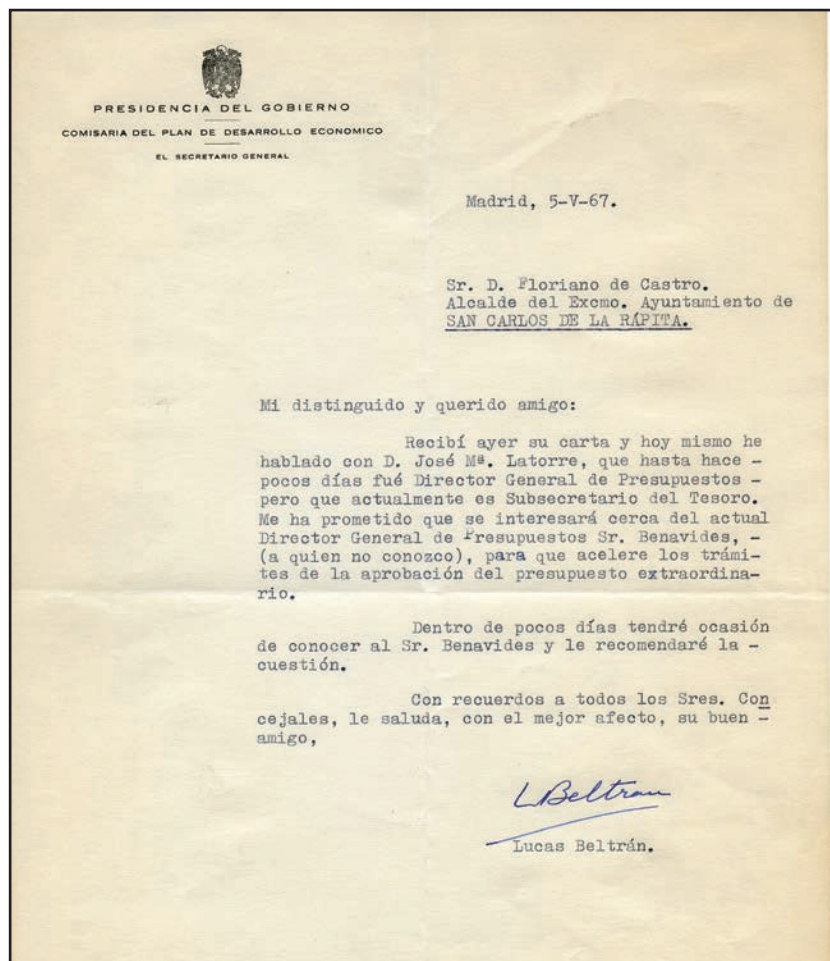 PRESIDENCIA DEL GOBIERNO
COMISARIA DEL PLAN DE DESARROLLO ECONOMICO
EL SECRETARIO GENERAL
Madrid, 5-V-67.
Sr. D. Floriano de Castro.
Alcalde del Excmo. Ayuntamiento de
SAN CARLOS DE LA RÁPITA.
Mi distinguido y querido amigo:
Recibí ayer su carta y hoy mismo he
hablado con D. José Mª. Latorre, que hasta hace -
pocos días fué Director General de Presupuestos -
pero que actualmente es Subsecretario del Tesoro.
Me ha prometido que se interesará cerca del actual
Director General de Presupuestos Sr. Benavides, -
(a quien no conozco), para que acelere los trámi-
tes de la aprobación del presupuesto extraordina-
rio.
Dentro de pocos días tendré ocasión
de conocer al Sr. Benavides y le recomendaré la -
cuestión.
Con recuerdos a todos los Sres. Con
cejales, le saluda, con el mejor afecto, su buen -
amigo,
L Beltran
Lucas Beltrán.